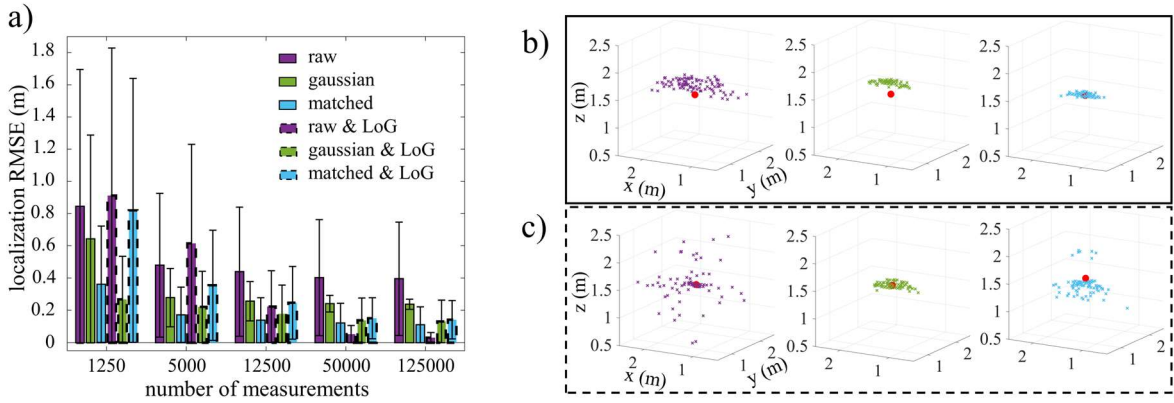 a)
localization RMSE (m)
1.8
1.6
1.4
1.2
1.0
0.8
0.6
0.4
0.2
0
raw
gaussian
matched
raw & LoG
gaussian & LoG
matched & LoG
1250 5000 12500 50000 125000
number of measurements
b)
z (m)
2.5
2
1.5
1
0.5
2 1
x (m)
1 2
y (m)
2.5
2
1.5
1
0.5
2 1
1 2
2.5
2
1.5
1
0.5
2 1
1 2
c)
z (m)
2.5
2
1.5
1
0.5
2 1
x (m)
1 2
y (m)
2.5
2
1.5
1
0.5
2 1
1 2
2.5
2
1.5
1
0.5
2 1
1 2